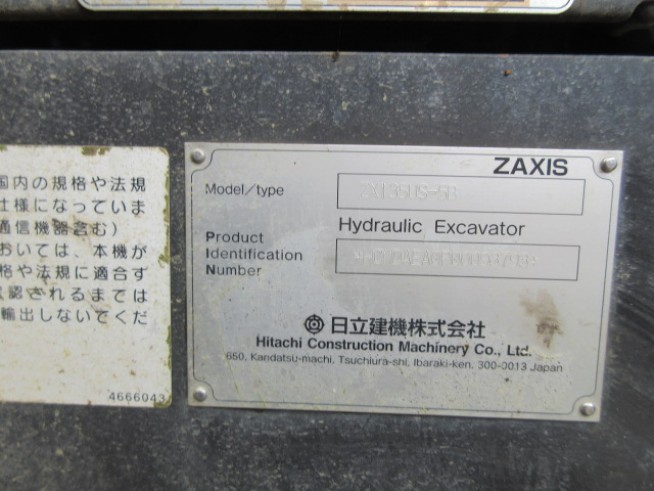 国内の規格や法規
仕様になっていま
通信機器含む)
おいては、本機が
格や法規に適合す
認されるまでは
輸出しないでくだ
4666043
ZAXIS
Model/type
ZX135US-5B
Hydraulic Excavator
Product
Identification
Number
日立建機株式会社
Hitachi Construction Machinery Co., Ltd.
650, Kandatsu-machi, Tsuchiura-shi, Ibaraki-ken, 300-0013 Japan